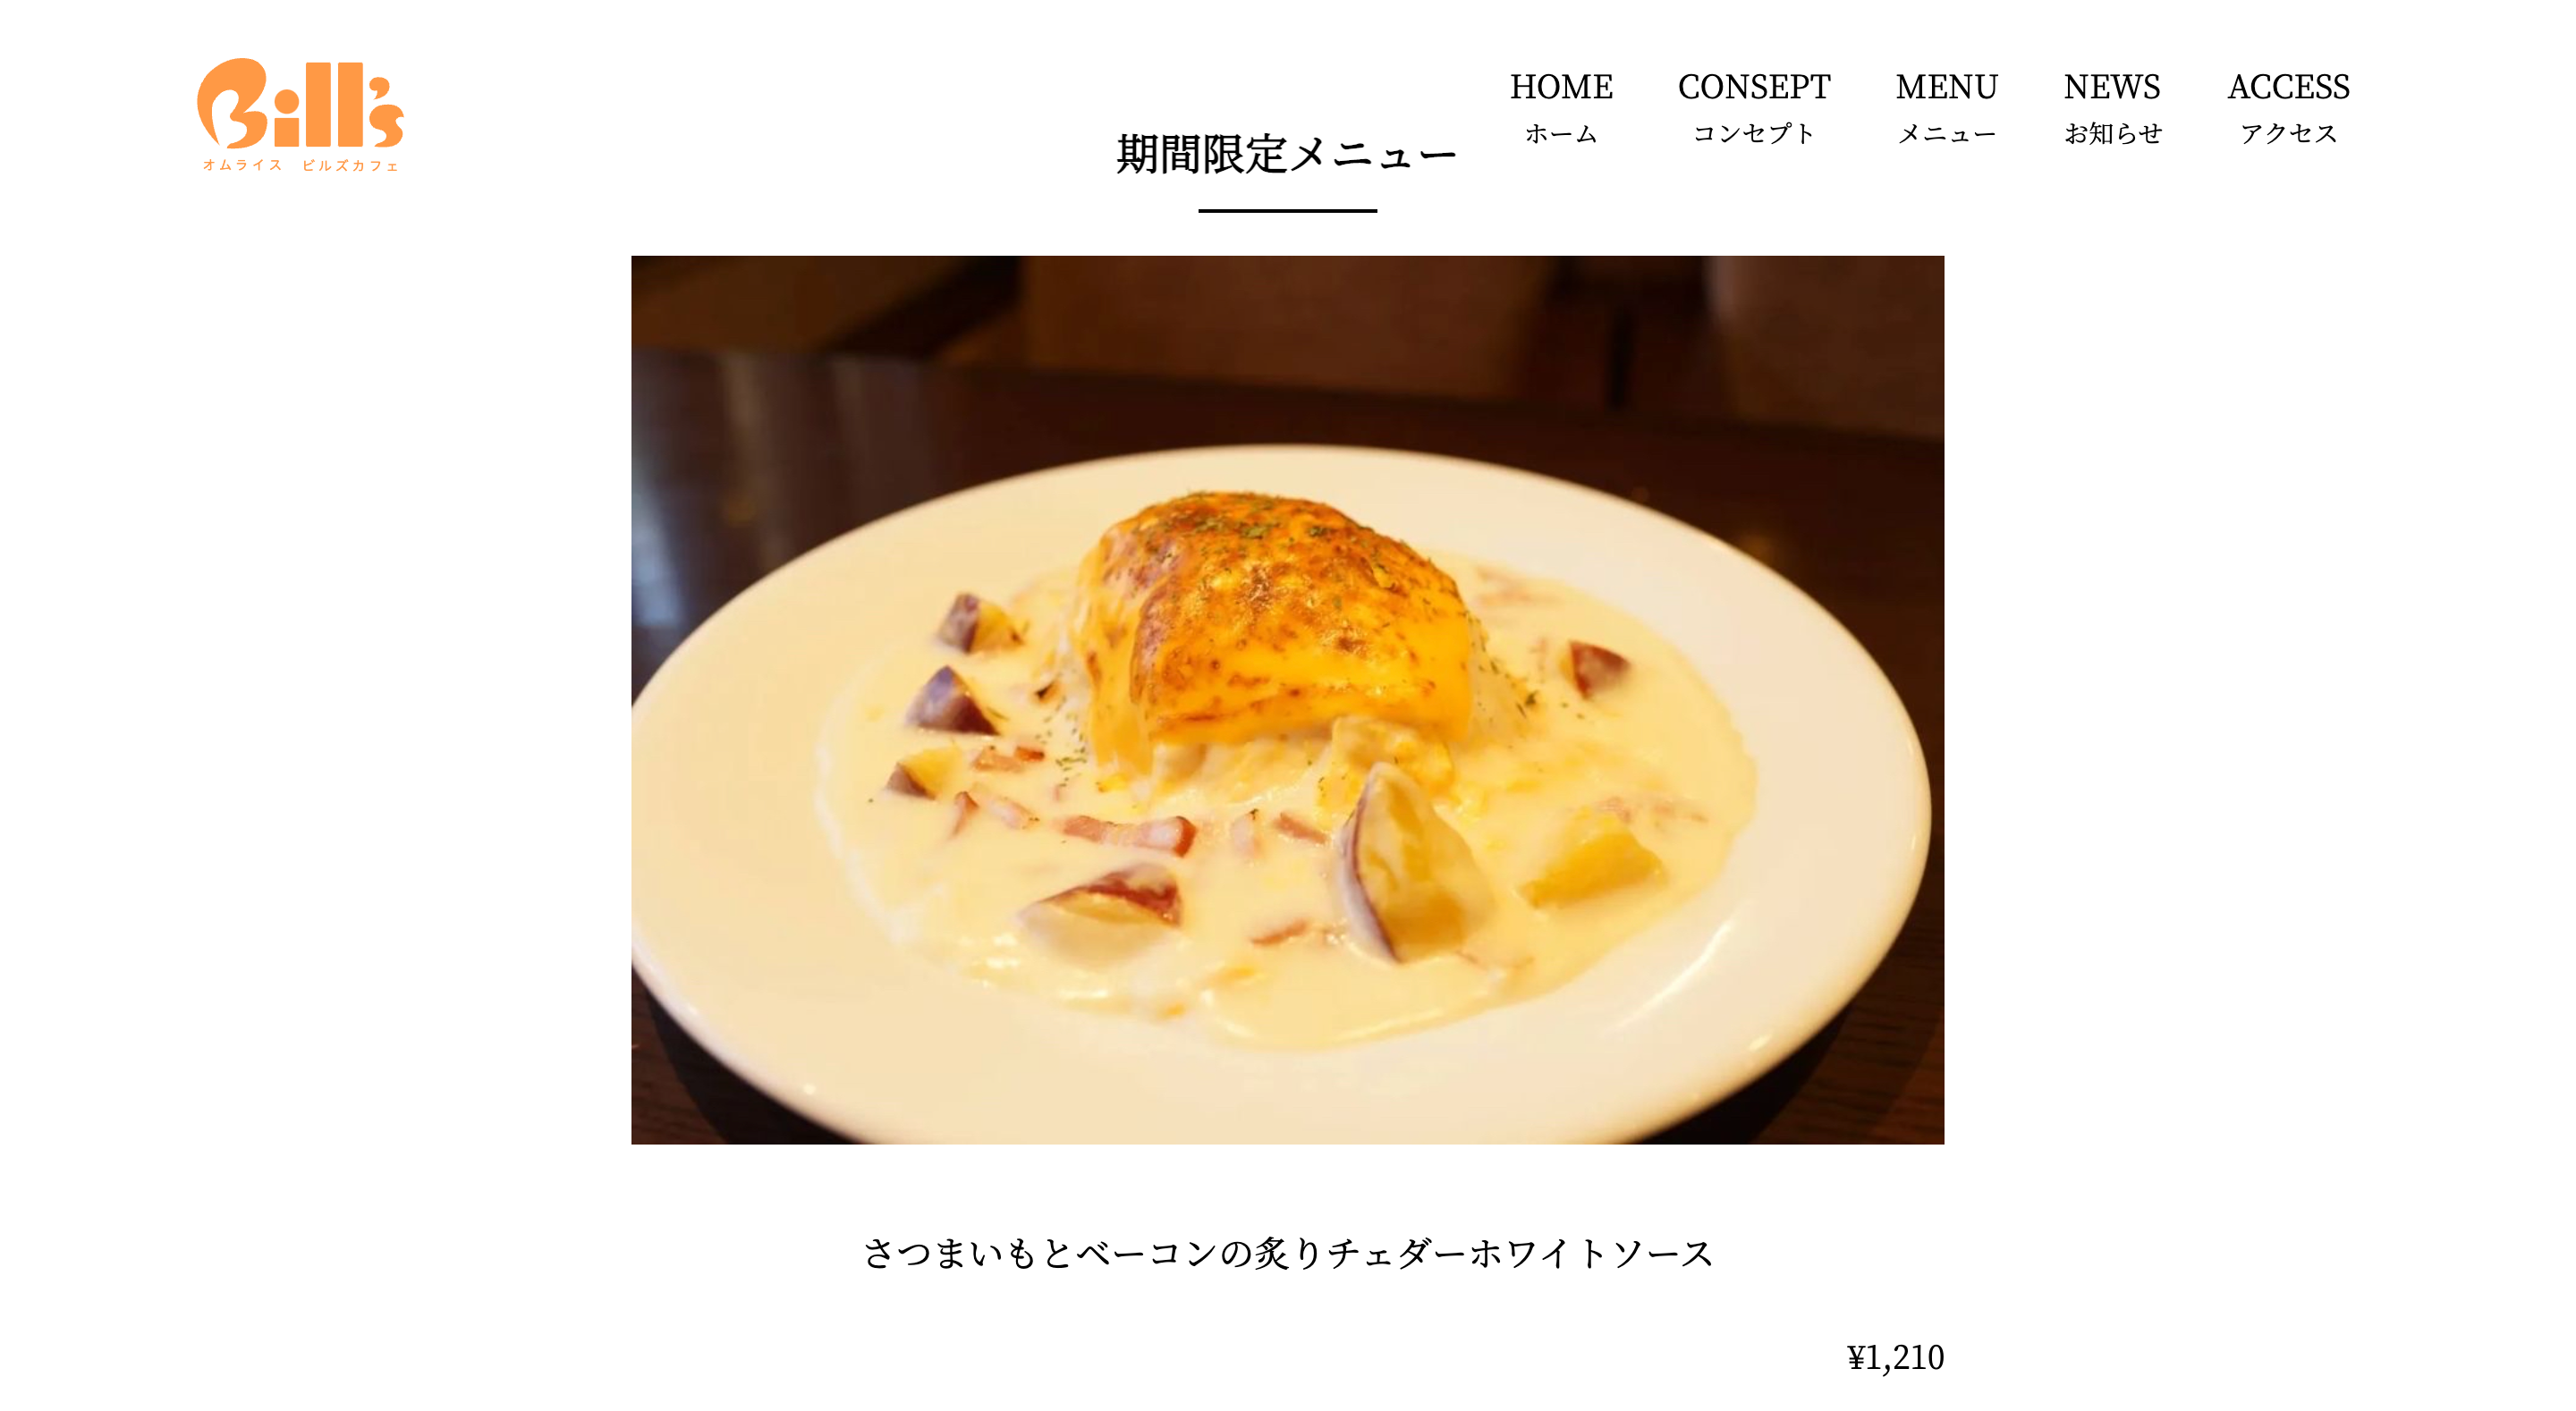 Bill's
オムライス ビルズカフェ
HOME CONSEPT MENU NEWS ACCESS
ホーム コンセプト メニュー お知らせ アクセス
期間限定メニュー
さつまいもとベーコンの炙りチェダーホワイトソース
¥1,210